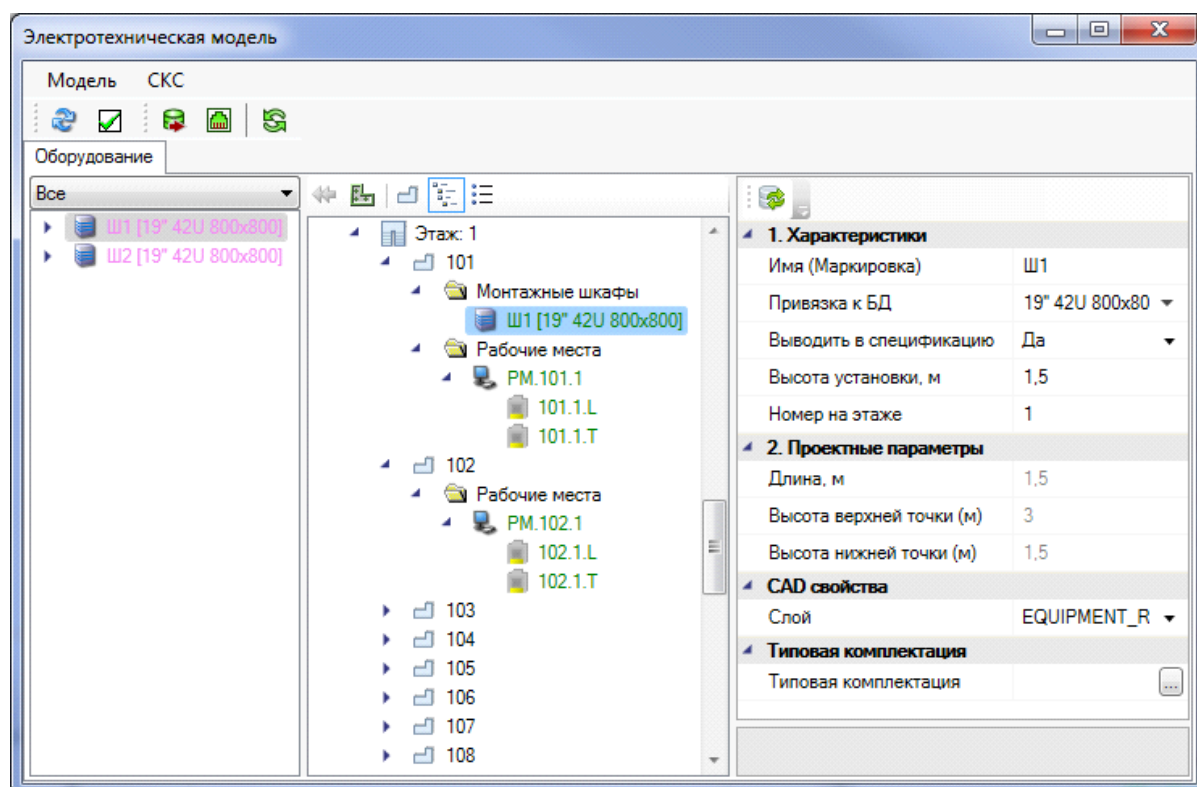 Электротехническая модель
Модель СКС
Оборудование
Все
Ш1 [19" 42U 800x800]
Ш2 [19" 42U 800x800]
Этаж: 1
101
Монтажные шкафы
Ш1 [19" 42U 800x800]
Рабочие места
РМ.101.1
101.1.L
101.1.T
102
Рабочие места
РМ.102.1
102.1.L
102.1.T
103
104
105
106
107
108
1. Характеристики
Имя (Маркировка) Ш1
Привязка к БД 19" 42U 800x80
Выводить в спецификацию Да
Высота установки, м 1,5
Номер на этаже 1
2. Проектные параметры
Длина, м 1,5
Высота верхней точки (м) 3
Высота нижней точки (м) 1,5
CAD свойства
Слой EQUIPMENT_R
Типовая комплектация
Типовая комплектация ...